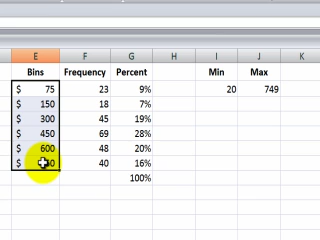 E F G H I J K
Bins Frequency Percent Min Max
$ 75 23 9% 20 749
$ 150 18 7%
$ 300 45 19%
$ 450 69 28%
$ 600 48 20%
$ 40 16%
100%